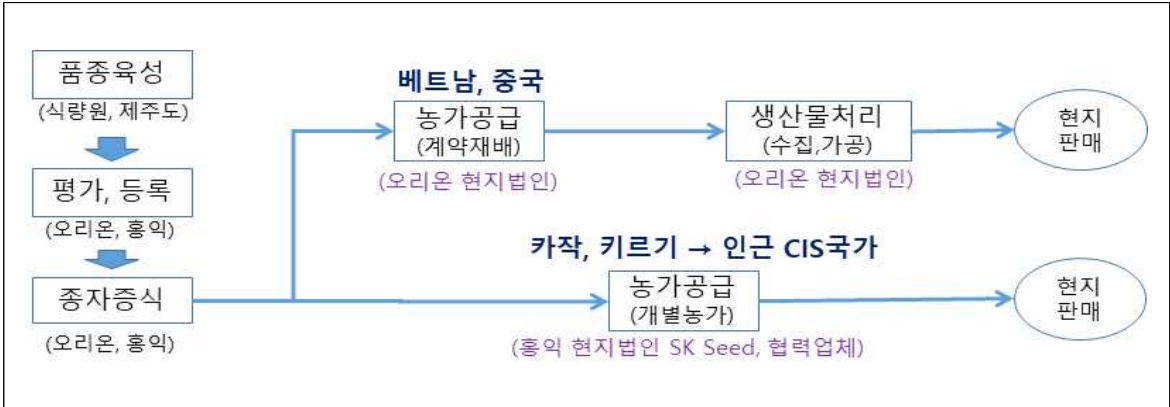 품종육성
(식량원, 제주도)
평가, 등록
(오리온, 홍익)
종자증식
(오리온, 홍익)
베트남, 중국
농가공급
(계약재배)
(오리온 현지법인)
생산물처리
(수집,가공)
(오리온 현지법인)
현지
판매
카작, 키르기 → 인근 CIS국가
농가공급
(개별농가)
(홍익 현지법인 SK Seed, 협력업체)
현지
판매